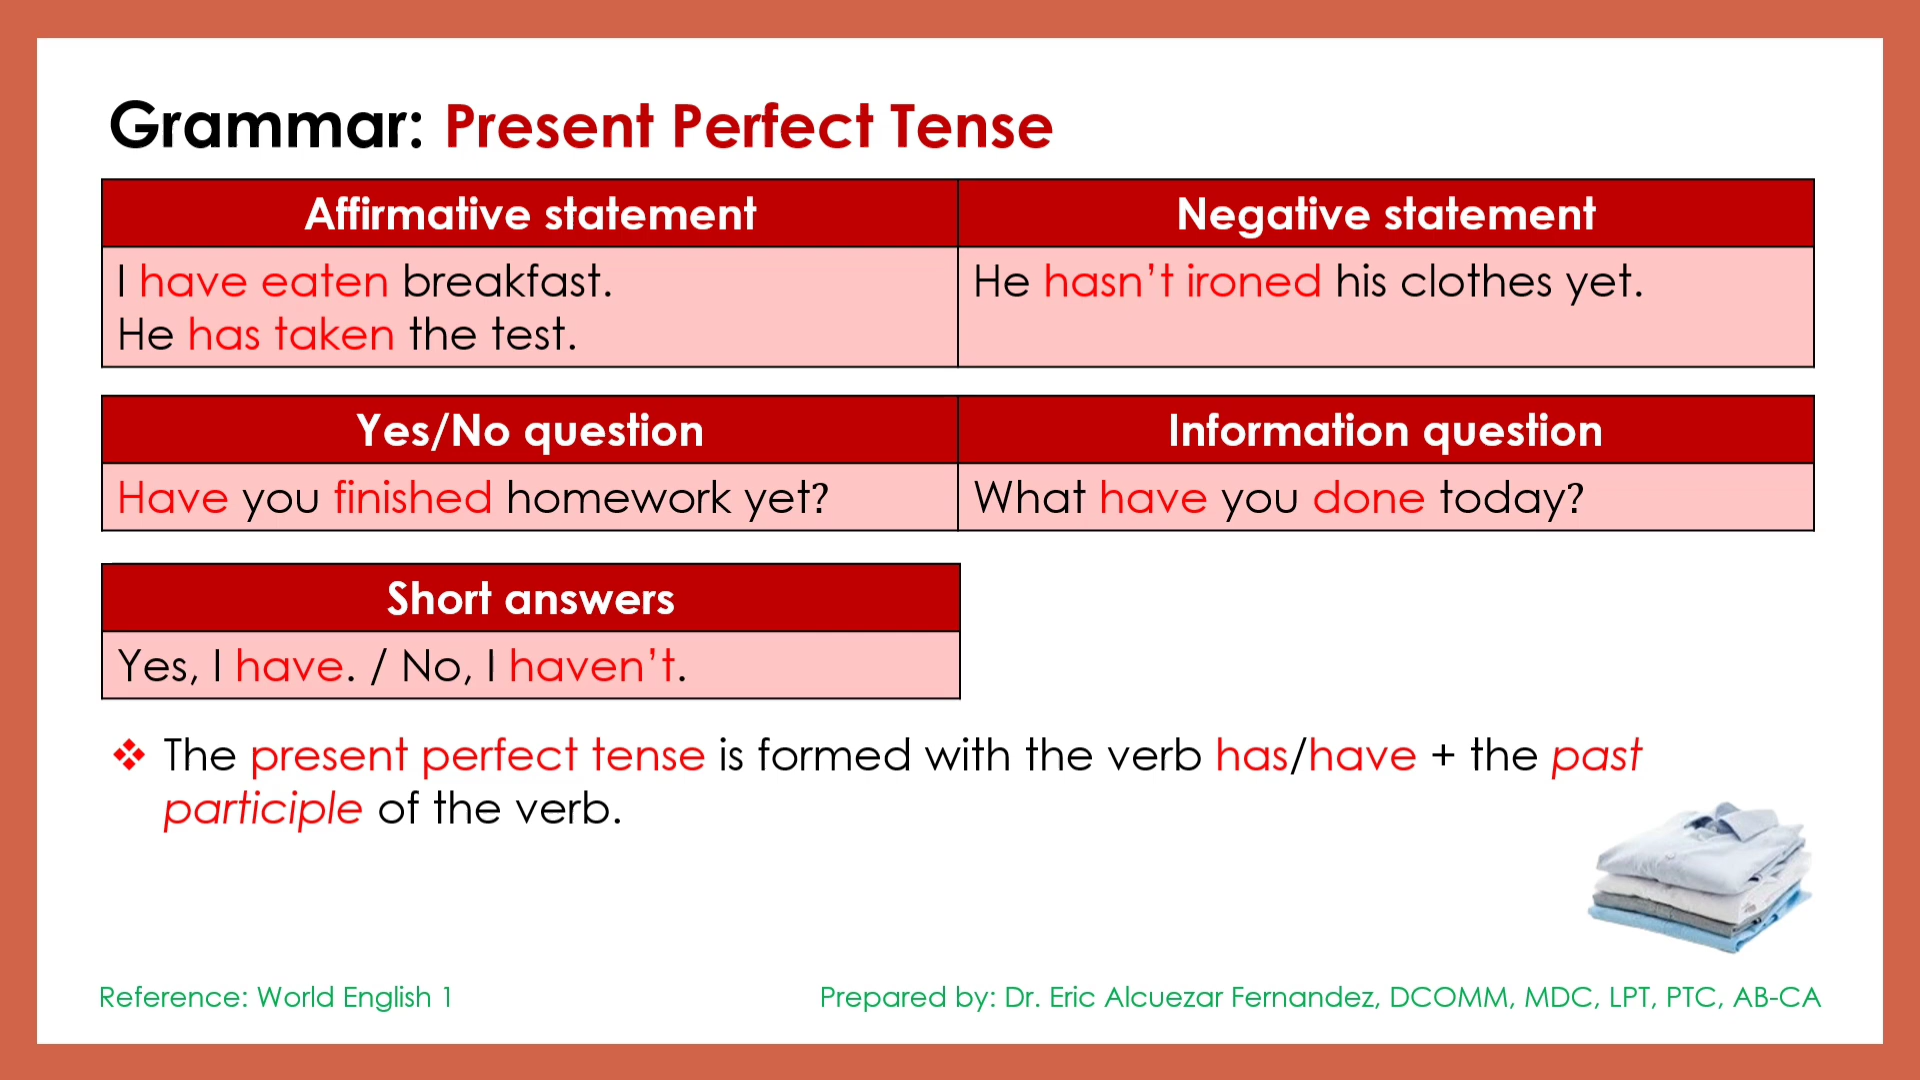 Grammar: Present Perfect Tense
Affirmative statement
Negative statement
I have eaten breakfast.
He has taken the test.
He hasn’t ironed his clothes yet.
Yes/No question
Information question
Have you finished homework yet?
What have you done today?
Short answers
Yes, I have. / No, I haven’t.
❖ The present perfect tense is formed with the verb has/have + the past
participle of the verb.
Reference: World English 1
Prepared by: Dr. Eric Alcuezar Fernandez, DCOMM, MDC, LPT, PTC, AB-CA